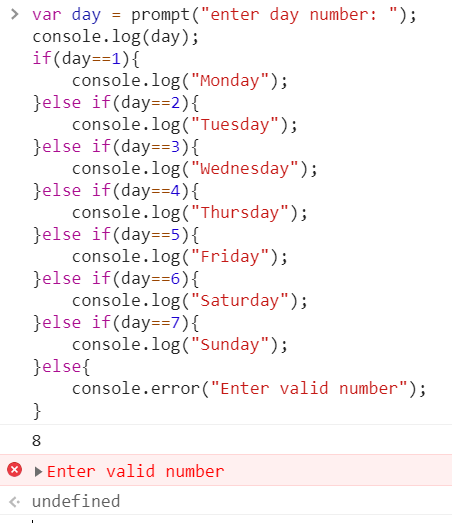 var day = prompt("enter day number: ");
console.log(day);
if(day==1){
    console.log("Monday");
}else if(day==2){
    console.log("Tuesday");
}else if(day==3){
    console.log("Wednesday");
}else if(day==4){
    console.log("Thursday");
}else if(day==5){
    console.log("Friday");
}else if(day==6){
    console.log("Saturday");
}else if(day==7){
    console.log("Sunday");
}else{
    console.error("Enter valid number");
}
8
Enter valid number
undefined